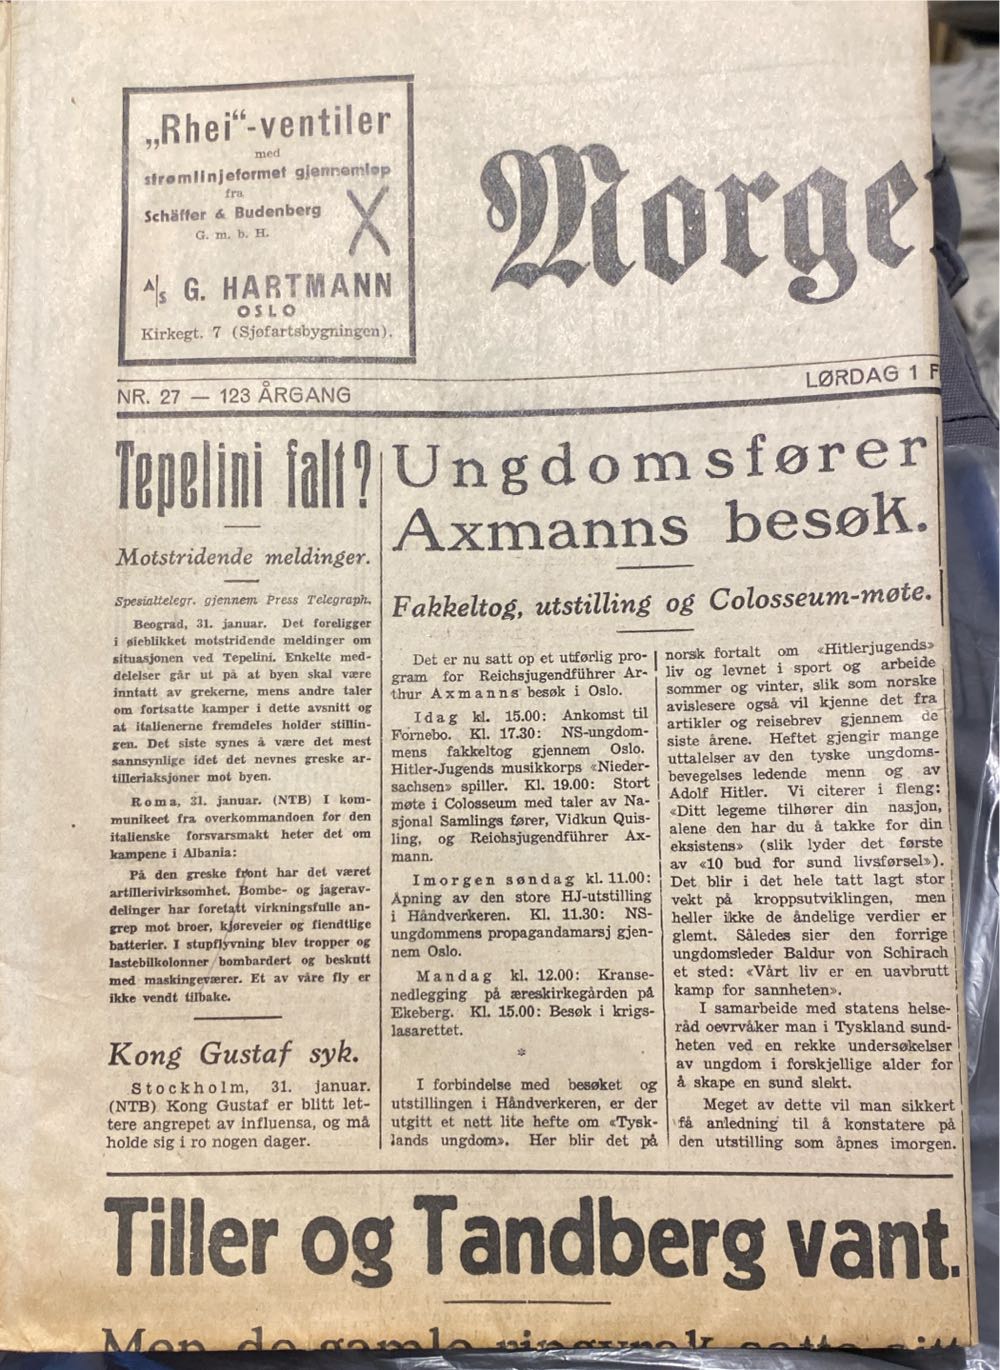 „Rhei“-ventiler
med
strømlinjeformet gjennemløp
fra
Schäffer & Budenberg
G. m. b. H.
X
A/S G. HARTMANN
OSLO
Kirkegt. 7 (Sjøfartsbygningen).
Morge
NR. 27 — 123 ÅRGANG
LØRDAG 1 F
Tepelini falt?
Motstridende meldinger.
Spesialtelegr. gjennem Press Telegraph.
Beograd, 31. januar. Det foreligger
i øieblikket motstridende meldinger om
situasjonen ved Tepelini. Enkelte med-
delelser går ut på at byen skal være
inntatt av grekerne, mens andre taler
om fortsatte kamper i dette avsnitt og
at italienerne fremdeles holder stillin-
gen. Det siste synes å være det mest
sannsynlige idet det nevnes greske ar-
tilleriaksjoner mot byen.
Roma, 31. januar. (NTB) I kom-
munikeet fra overkommandoen for den
italienske forsvarsmakt heter det om
kampene i Albania:
På den greske front har det været
artillerivirksomhet. Bombe- og jagerav-
delinger har foretatt virkningsfulle an-
grep mot broer, kjøreveier og fiendtlige
batterier. I stupflyvning blev tropper og
lastebilkolonner bombardert og beskutt
med maskingeværer. Et av våre fly er
ikke vendt tilbake.
Kong Gustaf syk.
Stockholm, 31. januar.
(NTB) Kong Gustaf er blitt let-
tere angrepet av influensa, og må
holde sig i ro nogen dager.
Ungdomsfører
Axmanns besøk.
Fakkeltog, utstilling og Colosseum-møte.
Det er nu satt op et utførlig pro-
gram for Reichsjugendführer Ar-
thur Axmanns besøk i Oslo.
Idag kl. 15.00: Ankomst til
Fornebo. Kl. 17.30: NS-ungdom-
mens fakkeltog gjennem Oslo.
Hitler-Jugends musikkorps «Nieder-
sachsen» spiller. Kl. 19.00: Stort
møte i Colosseum med taler av Na-
sjonal Samlings fører, Vidkun Quis-
ling, og Reichsjugendführer Ax-
mann.
Imorgen søndag kl. 11.00:
Åpning av den store HJ-utstilling
i Håndverkeren. Kl. 11.30: NS-
ungdommens propagandamarsj gjen-
nem Oslo.
Mandag kl. 12.00: Kranse-
nedlegging på æreskirkegården på
Ekeberg. Kl. 15.00: Besøk i krigs-
lasarettet.
*
I forbindelse med besøket og
utstillingen i Håndverkeren, er der
utgitt et nett lite hefte om «Tysk-
lands ungdom». Her blir det på
norsk fortalt om «Hitlerjugends»
liv og levnet i sport og arbeide
sommer og vinter, slik som norske
avislesere også vil kjenne det fra
artikler og reisebrev gjennem de
siste årene. Heftet gjengir mange
uttalelser av den tyske ungdoms-
bevegelses ledende menn og av
Adolf Hitler. Vi citerer i fleng:
«Ditt legeme tilhører din nasjon,
alene den har du å takke for din
eksistens» (slik lyder det første
av «10 bud for sund livsførsel»).
Det blir i det hele tatt lagt stor
vekt på kroppsutviklingen, men
heller ikke de åndelige verdier er
glemt. Således sier den forrige
ungdomsleder Baldur von Schirach
et sted: «Vårt liv er en uavbrutt
kamp for sannheten».
I samarbeide med statens helse-
råd oevrvåker man i Tyskland sund-
heten ved en rekke undersøkelser
av ungdom i forskjellige alder for
å skape en sund slekt.
Meget av dette vil man sikkert
få anledning til å konstatere på
den utstilling som åpnes imorgen.
Tiller og Tandberg vant.
Men de gamle ringvrak satte sitt